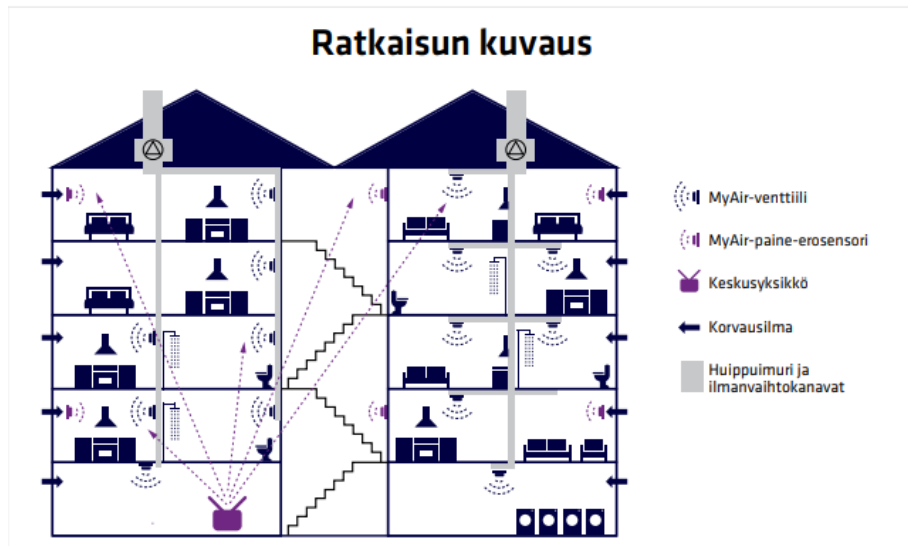 Ratkaisun kuvaus
MyAir-venttiili
MyAir-paine-erosensori
Keskusyksikkö
Korvausilma
Huippuimuri ja
ilmanvaihtokanavat